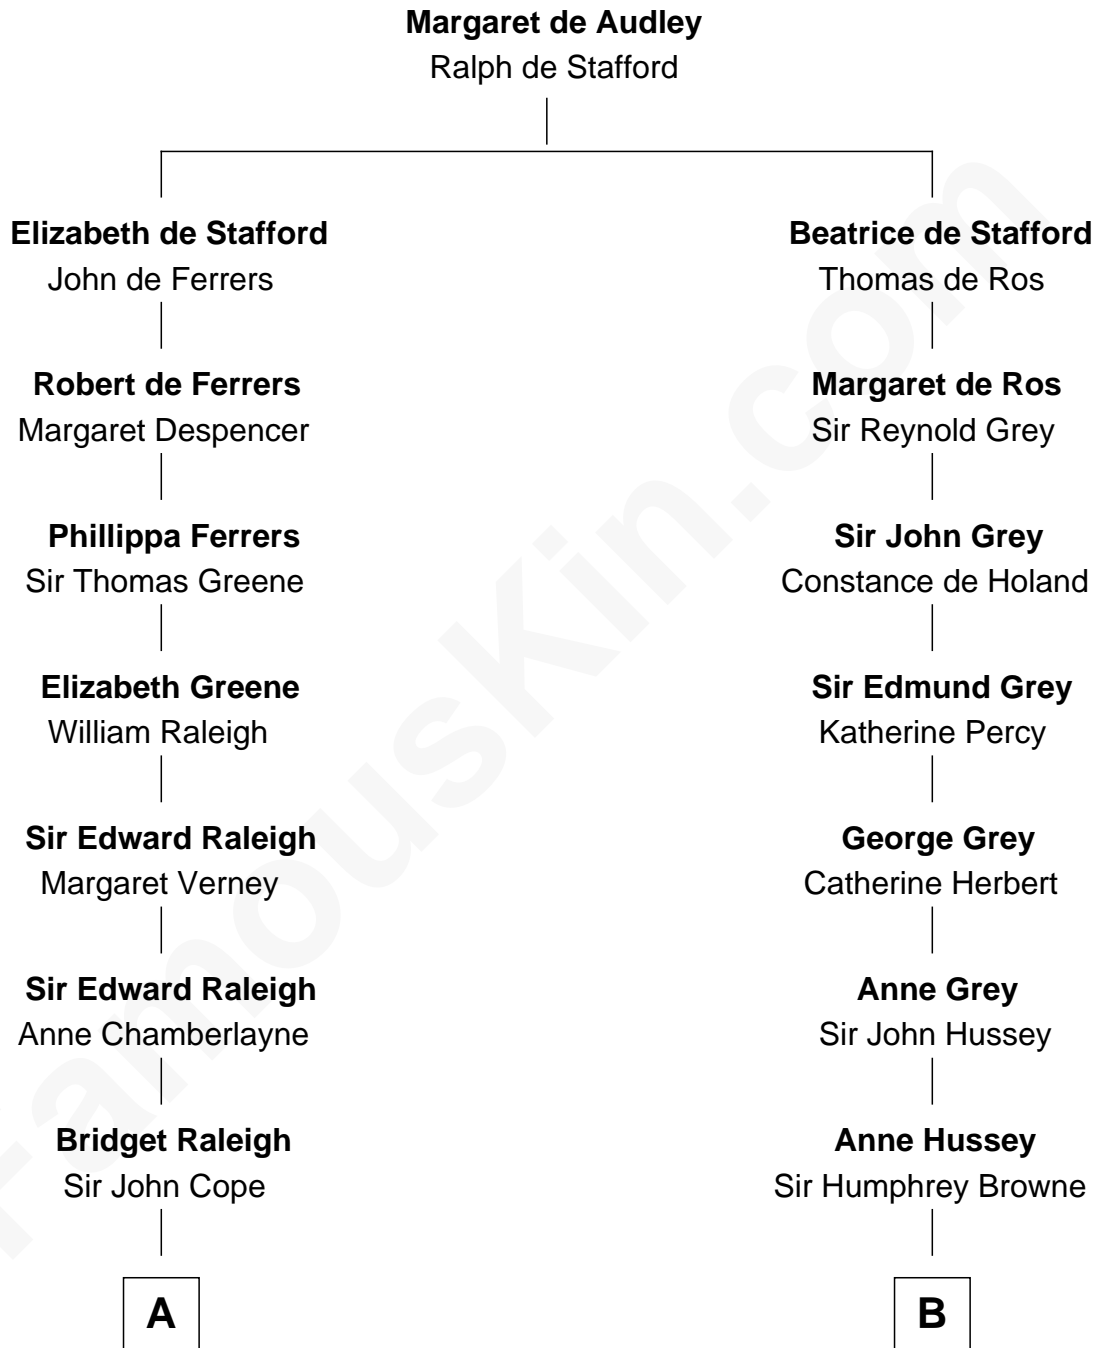 Margaret de Audley
Ralph de Stafford
Elizabeth de Stafford
John de Ferrers
Beatrice de Stafford
Thomas de Ros
Robert de Ferrers
Margaret Despencer
Margaret de Ros
Sir Reynold Grey
Phillippa Ferrers
Sir Thomas Greene
Sir John Grey
Constance de Holand
Elizabeth Greene
William Raleigh
Sir Edmund Grey
Katherine Percy
Sir Edward Raleigh
Margaret Verney
George Grey
Catherine Herbert
Sir Edward Raleigh
Anne Chamberlayne
Anne Grey
Sir John Hussey
Bridget Raleigh
Sir John Cope
Anne Hussey
Sir Humphrey Browne
A
B
FamousKin.com